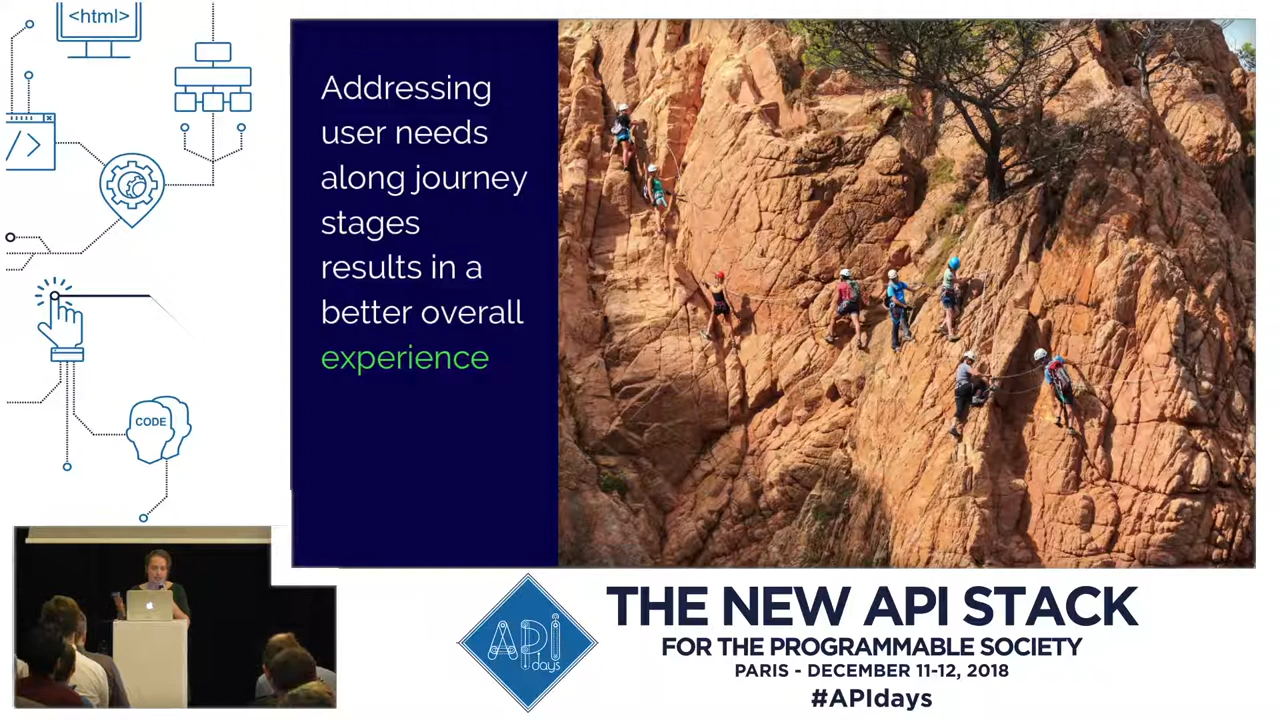 <html>
</>
CODE
Addressing
user needs
along journey
stages
results in a
better overall
experience
API
days
THE NEW API STACK
FOR THE PROGRAMMABLE SOCIETY
PARIS - DECEMBER 11-12, 2018
#APIdays